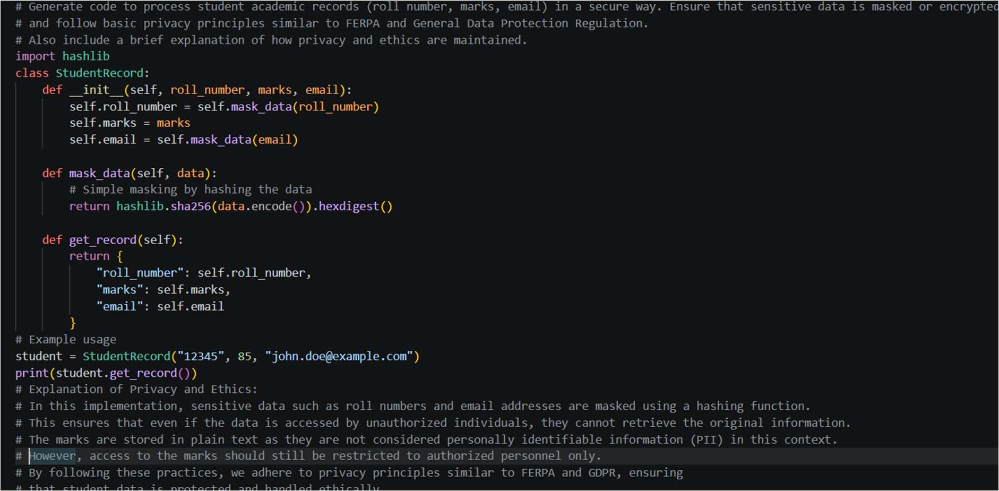 # Generate code to process student academic records (roll number, marks, email) in a secure way. Ensure that sensitive data is masked or encrypted
# and follow basic privacy principles similar to FERPA and General Data Protection Regulation.
# Also include a brief explanation of how privacy and ethics are maintained.
import hashlib
class StudentRecord:
    def __init__(self, roll_number, marks, email):
        self.roll_number = self.mask_data(roll_number)
        self.marks = marks
        self.email = self.mask_data(email)

    def mask_data(self, data):
        # Simple masking by hashing the data
        return hashlib.sha256(data.encode()).hexdigest()

    def get_record(self):
        return {
            "roll_number": self.roll_number,
            "marks": self.marks,
            "email": self.email
        }
# Example usage
student = StudentRecord("12345", 85, "john.doe@example.com")
print(student.get_record())
# Explanation of Privacy and Ethics:
# In this implementation, sensitive data such as roll numbers and email addresses are masked using a hashing function.
# This ensures that even if the data is accessed by unauthorized individuals, they cannot retrieve the original information.
# The marks are stored in plain text as they are not considered personally identifiable information (PII) in this context.
# However, access to the marks should still be restricted to authorized personnel only.
# By following these practices, we adhere to privacy principles similar to FERPA and GDPR, ensuring
# that student data is protected and handled ethically